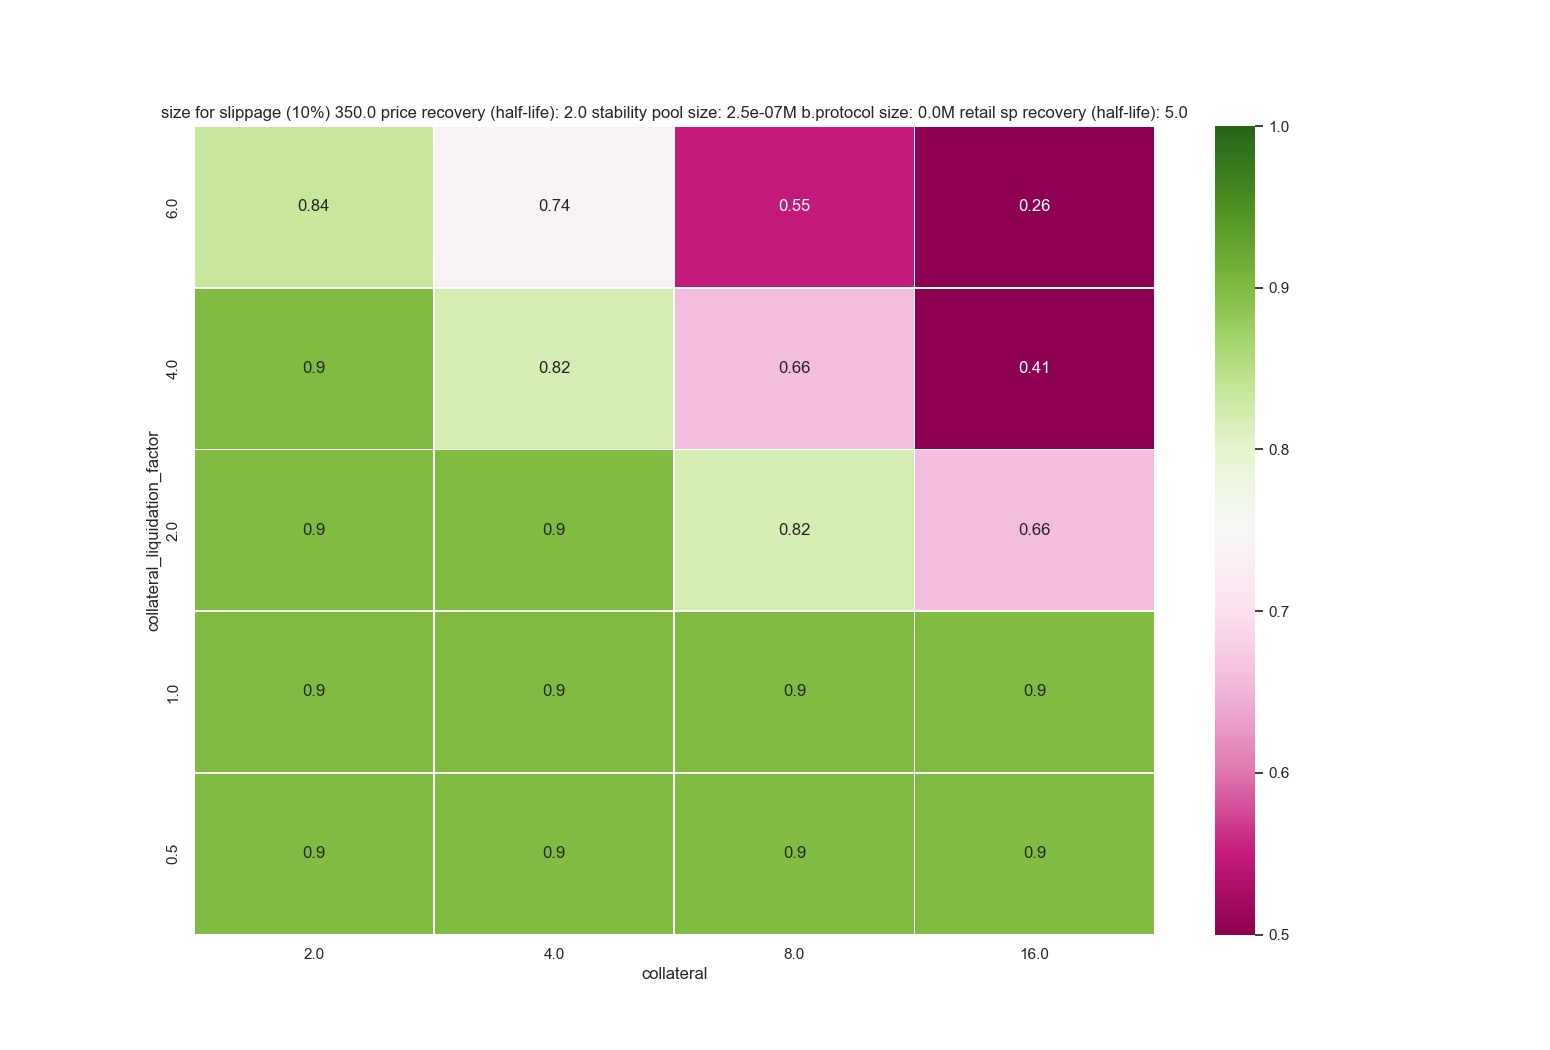 size for slippage (10%) 350.0 price recovery (half-life): 2.0 stability pool size: 2.5e-07M b.protocol size: 0.0M retail sp recovery (half-life): 5.0
collateral_liquidation_factor
6.0 0.84 0.74 0.55 0.26
4.0 0.9 0.82 0.66 0.41
2.0 0.9 0.9 0.82 0.66
1.0 0.9 0.9 0.9 0.9
0.5 0.9 0.9 0.9 0.9
2.0 4.0 8.0 16.0
collateral
1.0
0.9
0.8
0.7
0.6
0.5